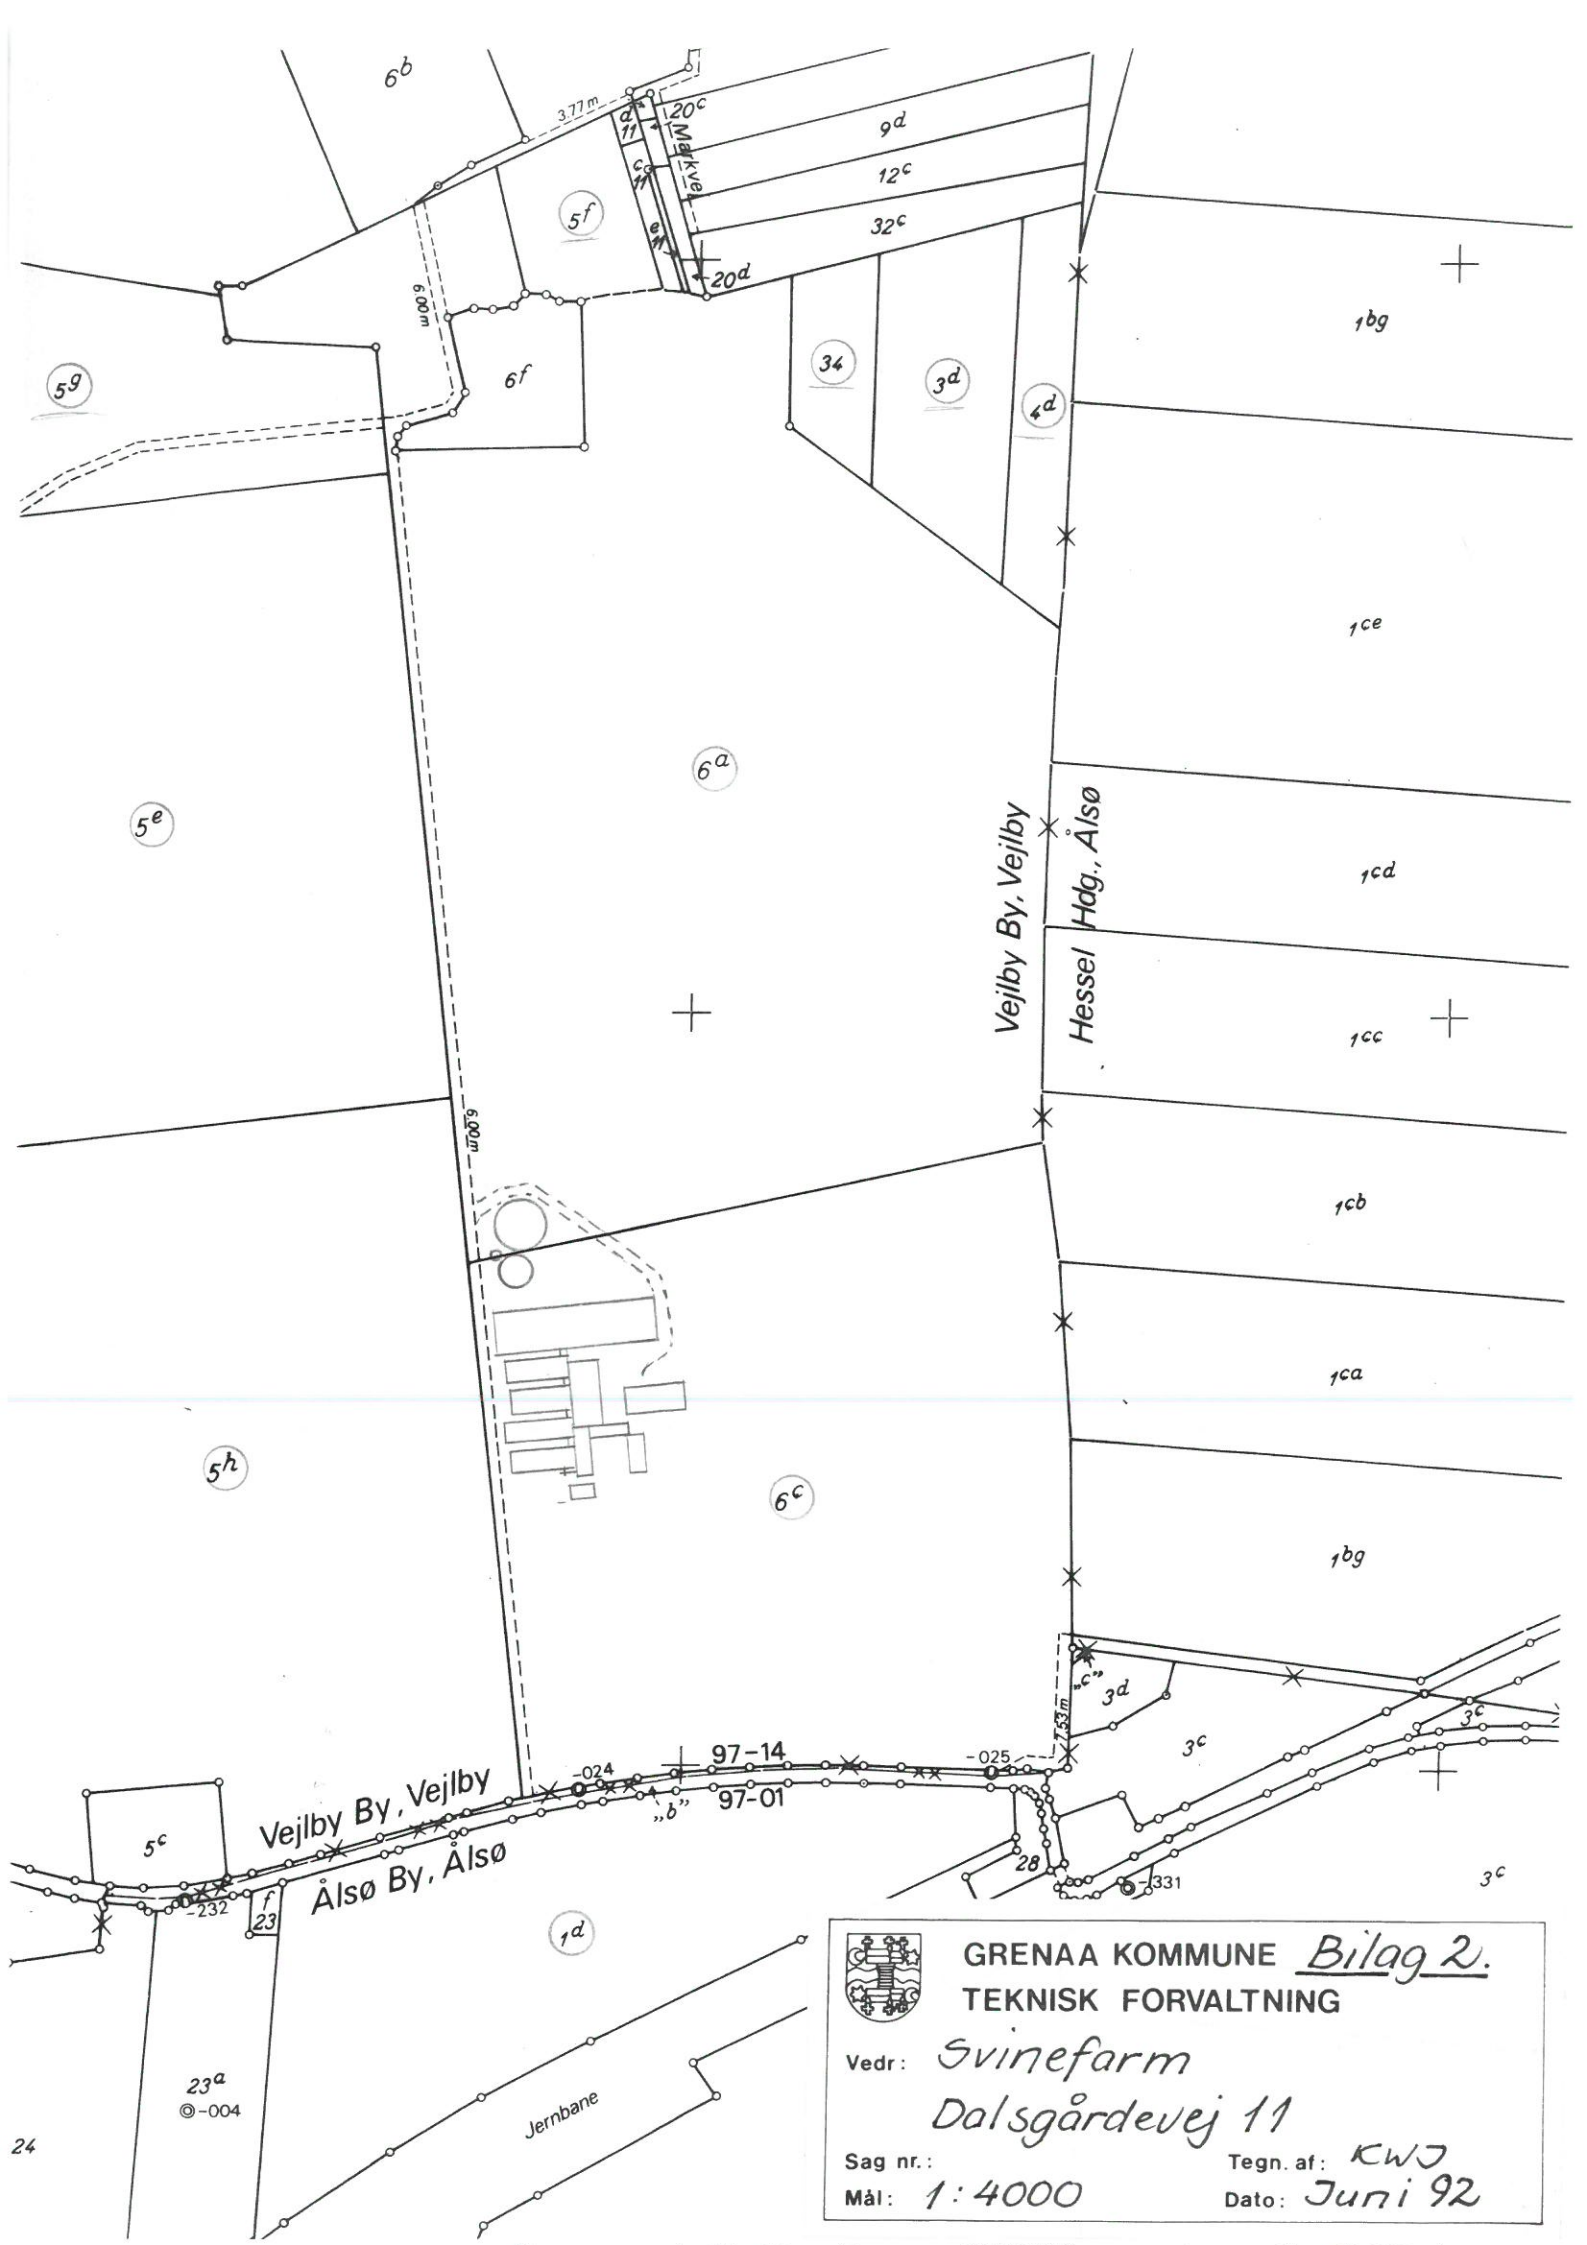 6b
3.77m
d
11
20c
Markvej
9d
c
11
12c
5f
e
11
32c
20d
6.00m
1bg
34
3d
4d
5g
6f
1ce
6a
5e
Vejlby By, Vejlby
Hessel Hdg., Ålsø
1cd
1cc
6.00m
1cb
1ca
5h
6c
1bg
„c”
3d
7.53m
3c
3c
97-14
-025
-024
„b”
97-01
Vejlby By, Vejlby
5c
Ålsø By, Ålsø
28
-331
3c
-232
f
23
1d
23a
-004
24
Jernbane
GRENAA KOMMUNE Bilag 2.
TEKNISK FORVALTNING
Vedr: Svinefarm
Dalsgårdevej 11
Sag nr.: Tegn. af: KWJ
Mål: 1:4000 Dato: Juni 92